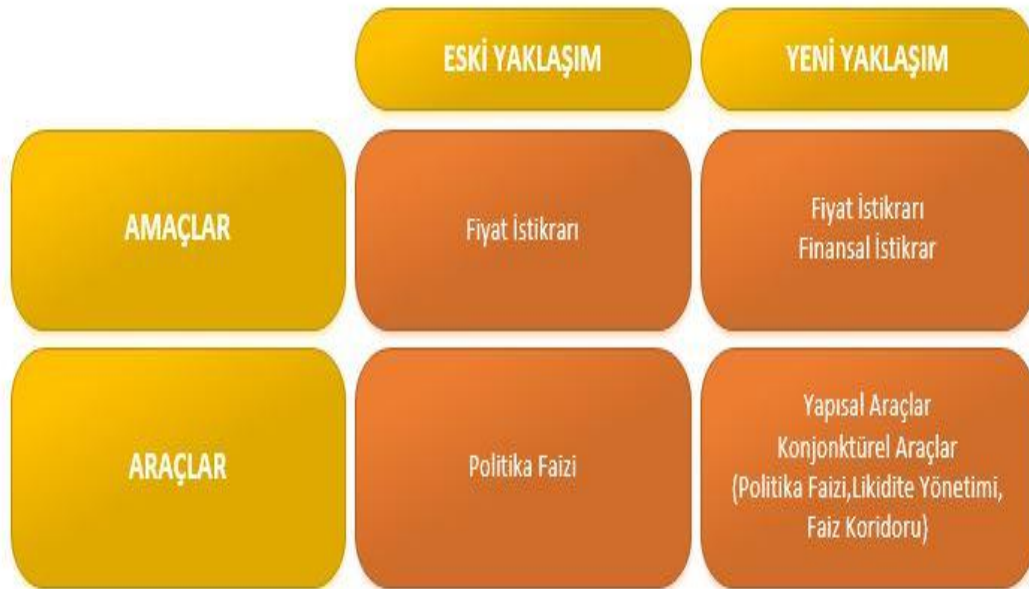 ESKİ YAKLAŞIM
YENİ YAKLAŞIM
AMAÇLAR
Fiyat İstikrarı
Fiyat İstikrarı
Finansal İstikrar
ARAÇLAR
Politika Faizi
Yapısal Araçlar
Konjonktürel Araçlar
(Politika Faizi,Likidite Yönetimi,
Faiz Koridoru)